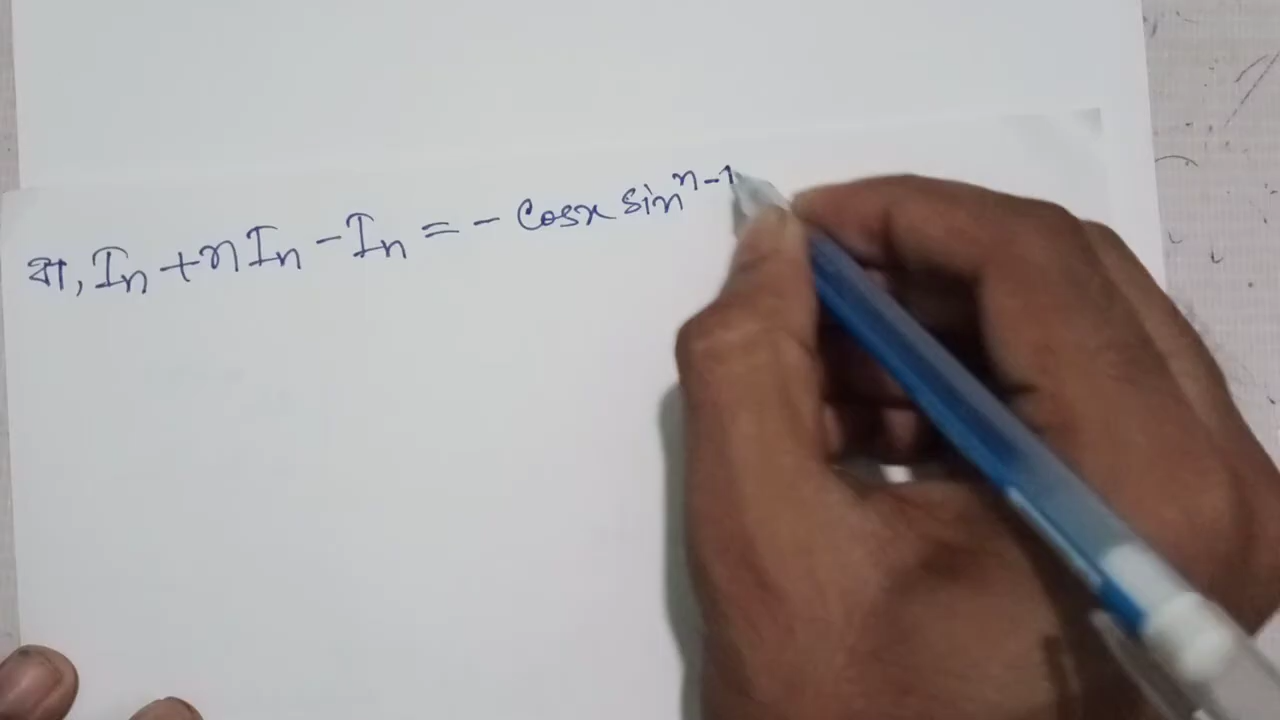 বা, Iₙ + nIₙ - Iₙ = - cosx sinⁿ⁻¹